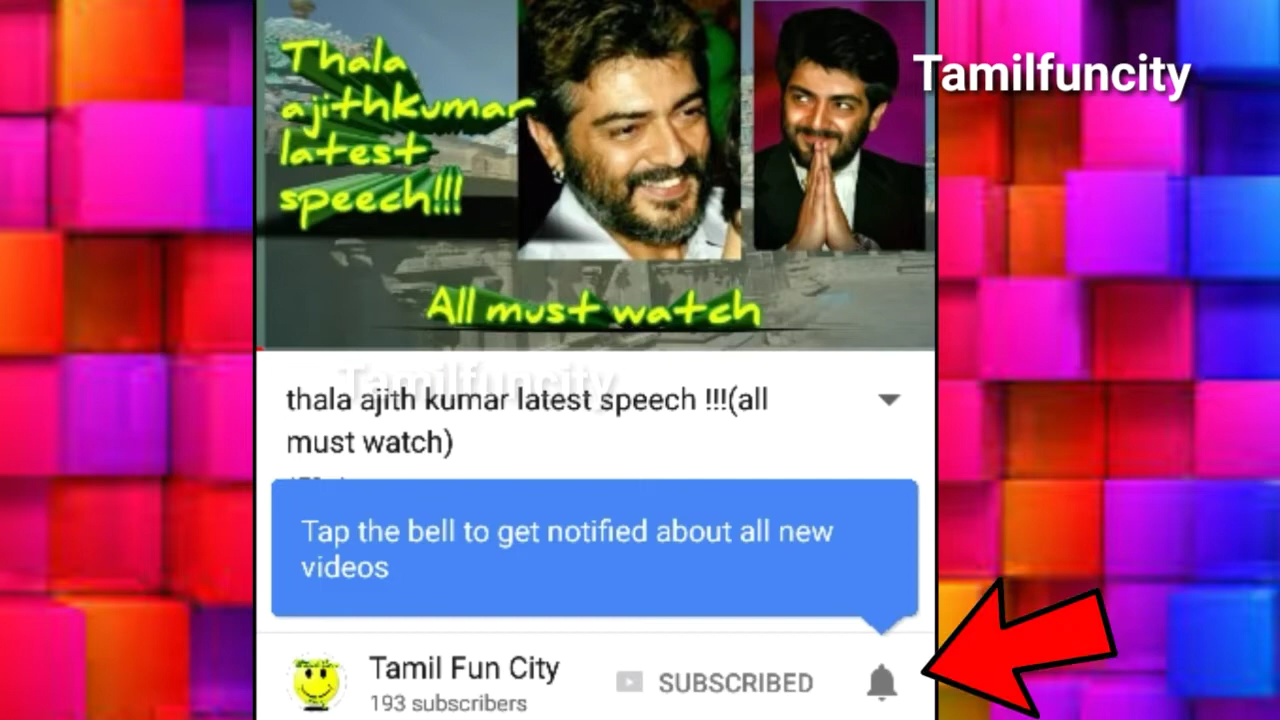 Thala
ajithkumar
latest
speech!!!
Tamilfuncity
All must watch
Tamilfuncity
thala ajith kumar latest speech !!!(all
must watch)
Tap the bell to get notified about all new
videos
Tamil Fun City
SUBSCRIBED
193 subscribers